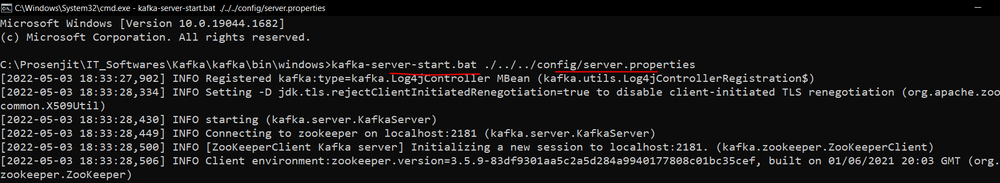 C:\Windows\System32\cmd.exe - kafka-server-start.bat ./../../config/server.properties
Microsoft Windows [Version 10.0.19044.1682]
(c) Microsoft Corporation. All rights reserved.
C:\Prosenjit\IT_Softwares\Kafka\kafka\bin\windows>kafka-server-start.bat ./../../config/server.properties
[2022-05-03 18:33:27,902] INFO Registered kafka:type=kafka.Log4jController MBean (kafka.utils.Log4jControllerRegistration$)
[2022-05-03 18:33:28,334] INFO Setting -D jdk.tls.rejectClientInitiatedRenegotiation=true to disable client-initiated TLS renegotiation (org.apache.zoo
common.X509Util)
[2022-05-03 18:33:28,430] INFO starting (kafka.server.KafkaServer)
[2022-05-03 18:33:28,449] INFO Connecting to zookeeper on localhost:2181 (kafka.server.KafkaServer)
[2022-05-03 18:33:28,500] INFO [ZooKeeperClient Kafka server] Initializing a new session to localhost:2181. (kafka.zookeeper.ZooKeeperClient)
[2022-05-03 18:33:28,506] INFO Client environment:zookeeper.version=3.5.9-83df9301aa5c2a5d284a9940177808c01bc35cef, built on 01/06/2021 20:03 GMT (org.
zookeeper.ZooKeeper)